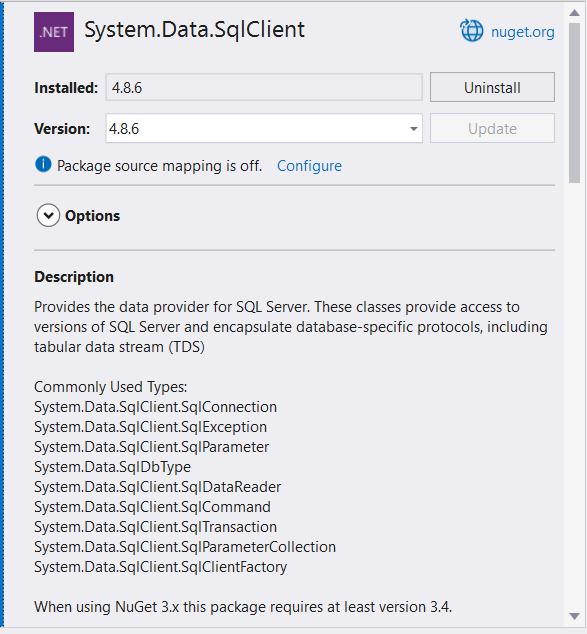 .NET System.Data.SqlClient nuget.org
Installed: 4.8.6 Uninstall
Version: 4.8.6 Update
Package source mapping is off. Configure
Options
Description
Provides the data provider for SQL Server. These classes provide access to
versions of SQL Server and encapsulate database-specific protocols, including
tabular data stream (TDS)
Commonly Used Types:
System.Data.SqlClient.SqlConnection
System.Data.SqlClient.SqlException
System.Data.SqlClient.SqlParameter
System.Data.SqlDbType
System.Data.SqlClient.SqlDataReader
System.Data.SqlClient.SqlCommand
System.Data.SqlClient.SqlTransaction
System.Data.SqlClient.SqlParameterCollection
System.Data.SqlClient.SqlClientFactory
When using NuGet 3.x this package requires at least version 3.4.